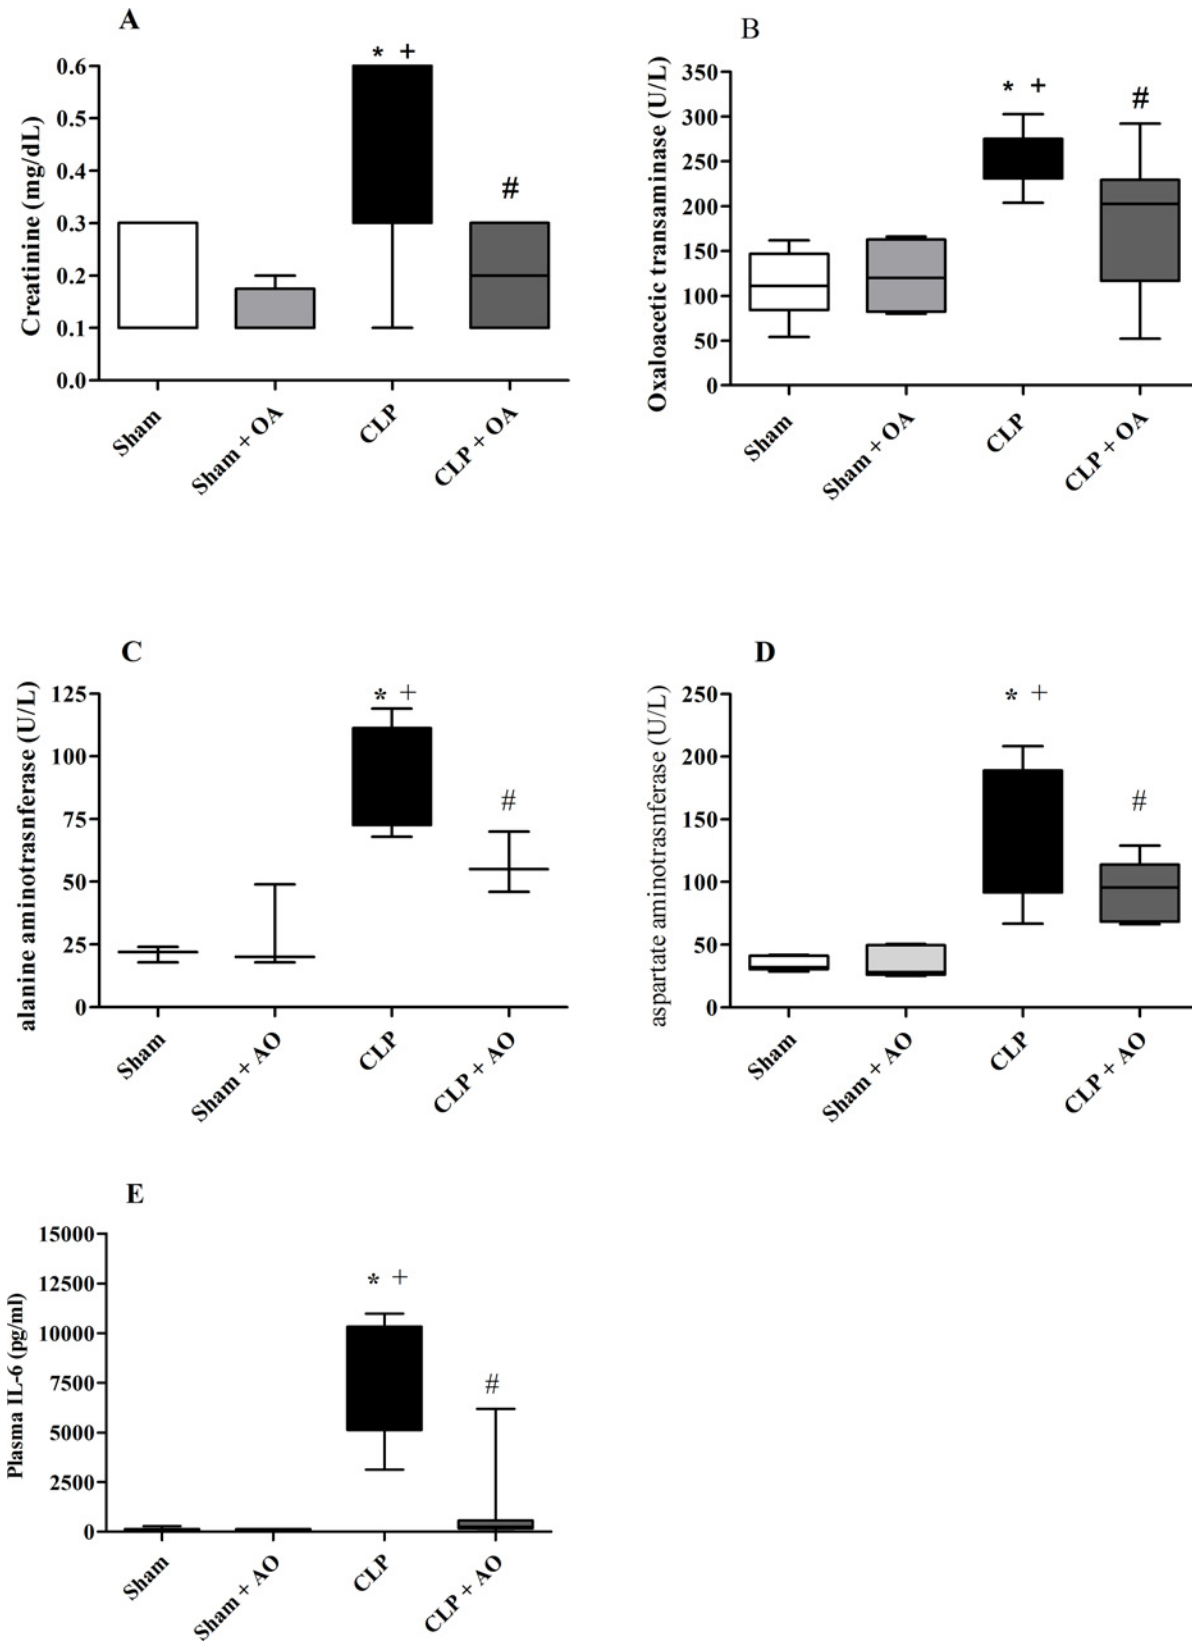 A
* +
Creatinine (mg/dL)
0.6
0.5
0.4
0.3
0.2
0.1
0.0
#
Sham
Sham + OA
CLP
CLP + OA
B
* +
Oxaloacetic transaminase (U/L)
350
300
250
200
150
100
50
0
#
Sham
Sham + OA
CLP
CLP + OA
C
* +
alanine aminotrasnferase (U/L)
125
100
75
50
25
0
#
Sham
Sham + AO
CLP
CLP + AO
D
* +
aspartate aminotrasnferase (U/L)
250
200
150
100
50
0
#
Sham
Sham + AO
CLP
CLP + AO
E
* +
Plasma IL-6 (pg/ml)
15000
12500
10000
7500
5000
2500
0
#
Sham
Sham + AO
CLP
CLP + AO